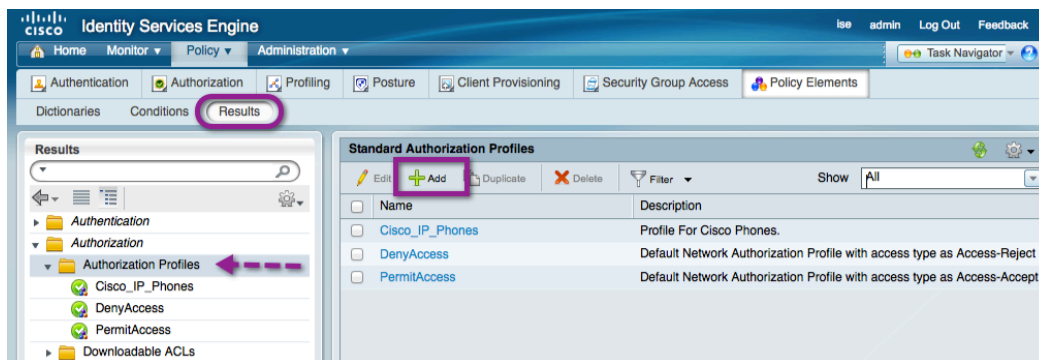 cisco Identity Services Engine ise admin Log Out Feedback
Home Monitor Policy Administration Task Navigator
Authentication Authorization Profiling Posture Client Provisioning Security Group Access Policy Elements
Dictionaries Conditions Results
Results
Authentication
Authorization
Authorization Profiles
Cisco_IP_Phones
DenyAccess
PermitAccess
Downloadable ACLs
Standard Authorization Profiles
Edit Add Duplicate Delete Filter Show All
Name Description
Cisco_IP_Phones Profile For Cisco Phones.
DenyAccess Default Network Authorization Profile with access type as Access-Reject
PermitAccess Default Network Authorization Profile with access type as Access-Accept